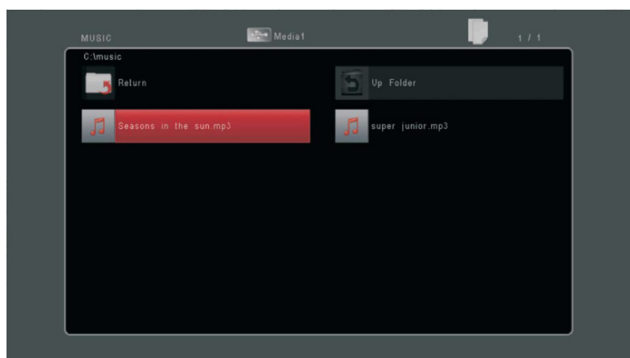 MUSIC Media1 1 / 1
C:\music
Return Up Folder
Seasons in the sun.mp3 super junior.mp3